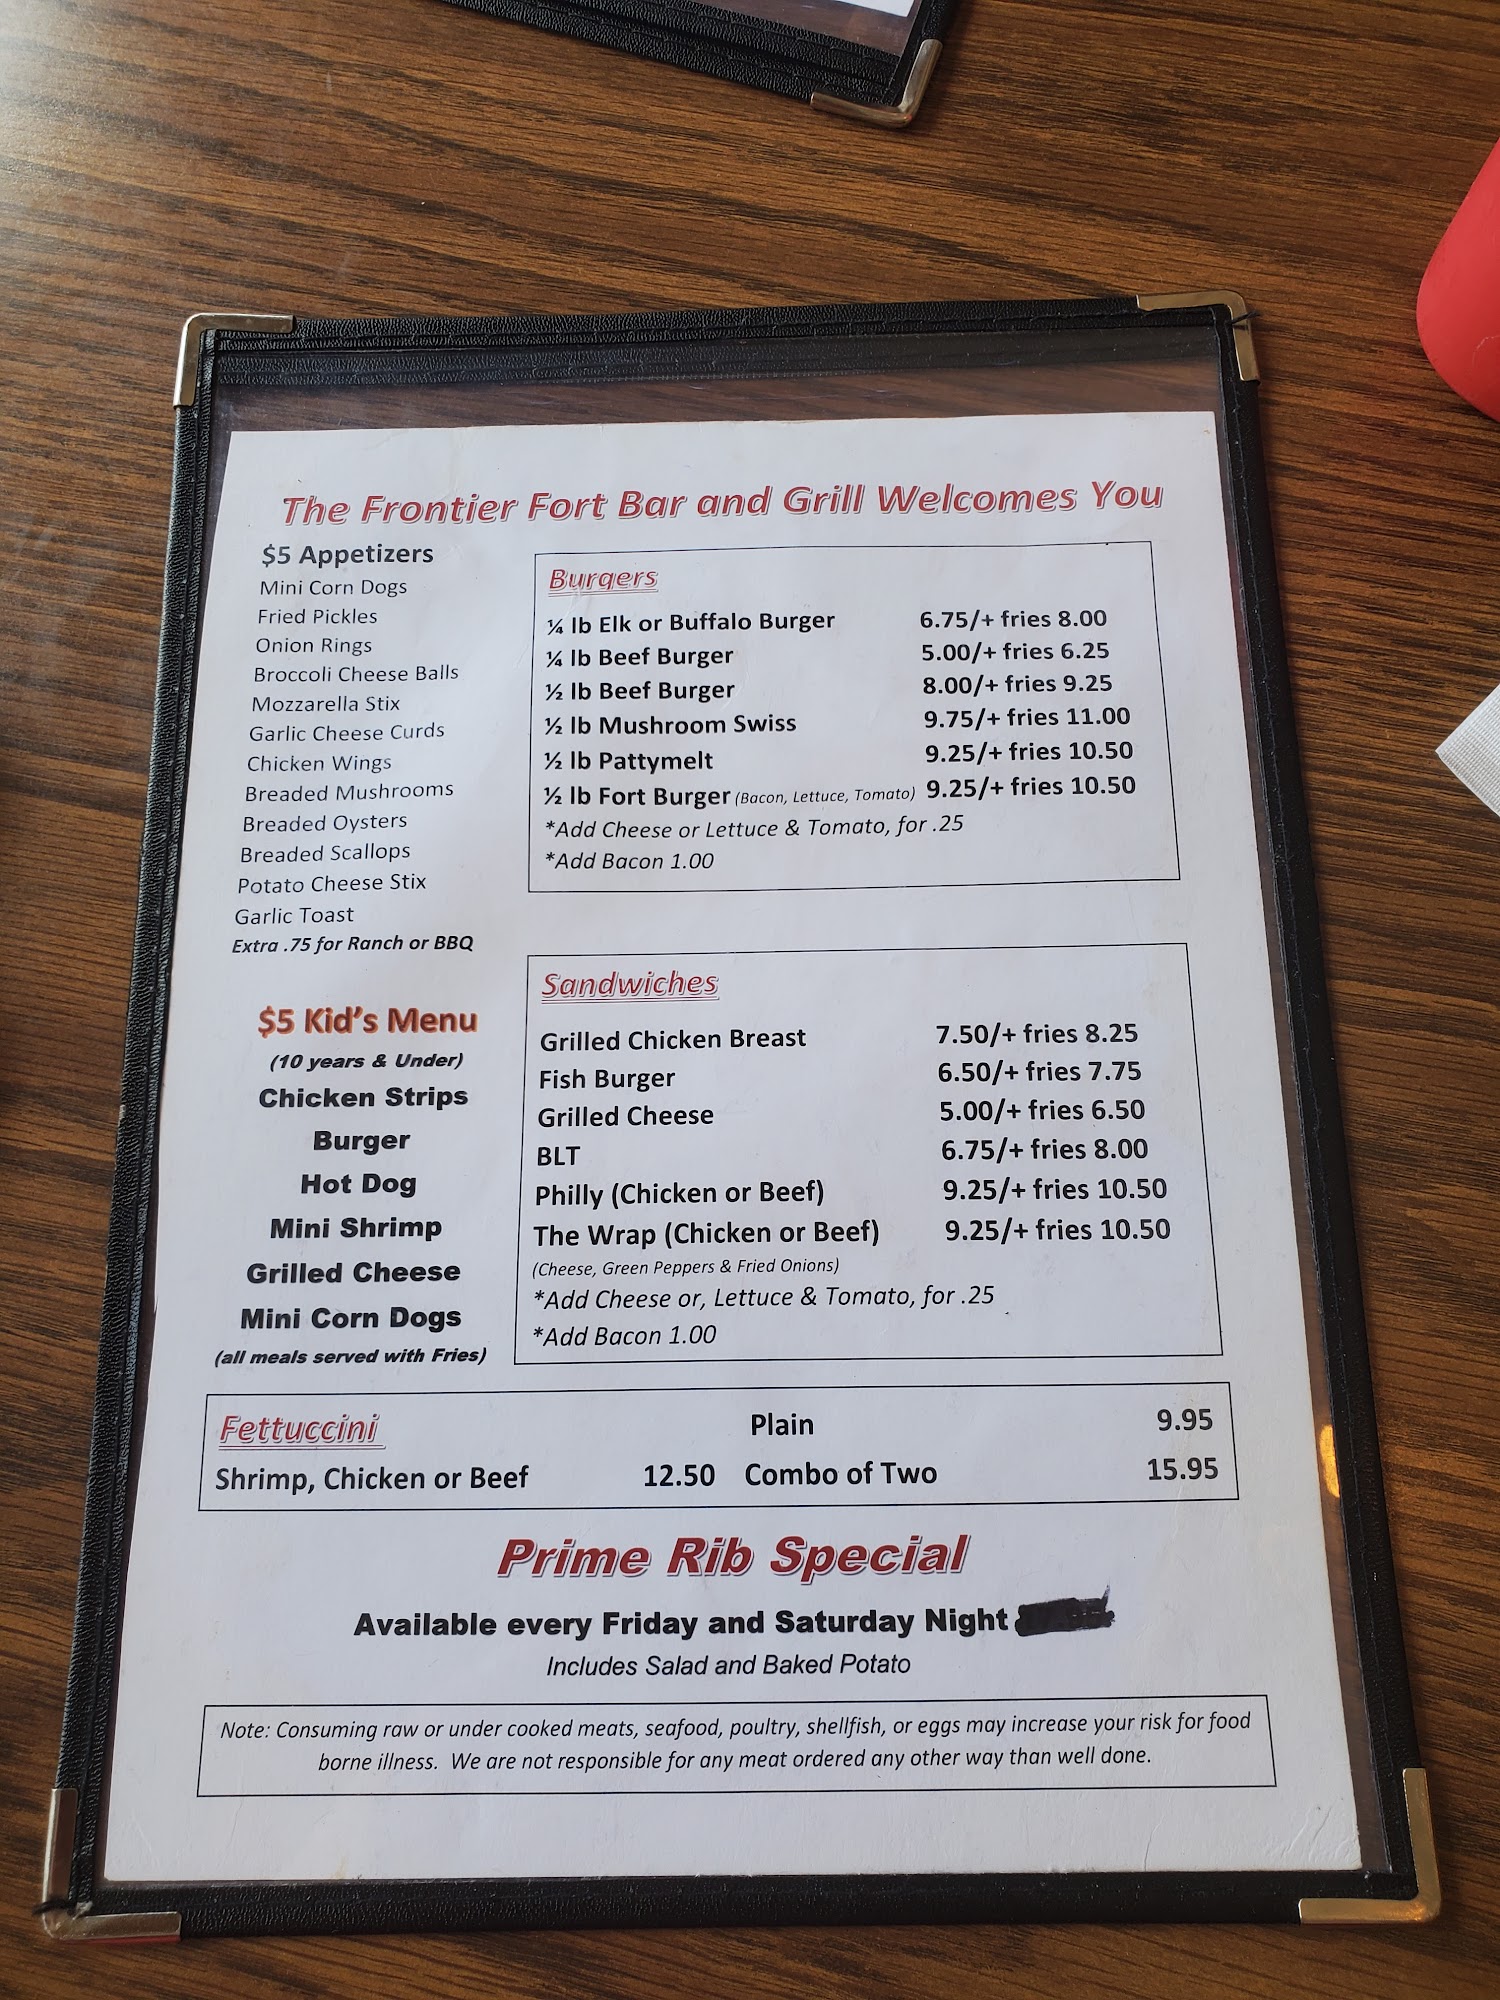 The Frontier Fort Bar and Grill Welcomes You
$5 Appetizers
Mini Corn Dogs
Fried Pickles
Onion Rings
Broccoli Cheese Balls
Mozzarella Stix
Garlic Cheese Curds
Chicken Wings
Breaded Mushrooms
Breaded Oysters
Breaded Scallops
Potato Cheese Stix
Garlic Toast
Extra .75 for Ranch or BBQ
$5 Kid's Menu
(10 years & Under)
Chicken Strips
Burger
Hot Dog
Mini Shrimp
Grilled Cheese
Mini Corn Dogs
(all meals served with Fries)
Burgers
¼ lb Elk or Buffalo Burger 6.75/+ fries 8.00
¼ lb Beef Burger 5.00/+ fries 6.25
½ lb Beef Burger 8.00/+ fries 9.25
½ lb Mushroom Swiss 9.75/+ fries 11.00
½ lb Pattymelt 9.25/+ fries 10.50
½ lb Fort Burger (Bacon, Lettuce, Tomato) 9.25/+ fries 10.50
*Add Cheese or Lettuce & Tomato, for .25
*Add Bacon 1.00
Sandwiches
Grilled Chicken Breast 7.50/+ fries 8.25
Fish Burger 6.50/+ fries 7.75
Grilled Cheese 5.00/+ fries 6.50
BLT 6.75/+ fries 8.00
Philly (Chicken or Beef) 9.25/+ fries 10.50
The Wrap (Chicken or Beef) 9.25/+ fries 10.50
(Cheese, Green Peppers & Fried Onions)
*Add Cheese or, Lettuce & Tomato, for .25
*Add Bacon 1.00
Fettuccini Plain 9.95
Shrimp, Chicken or Beef 12.50 Combo of Two 15.95
Prime Rib Special
Available every Friday and Saturday Night
Includes Salad and Baked Potato
Note: Consuming raw or under cooked meats, seafood, poultry, shellfish, or eggs may increase your risk for food
borne illness. We are not responsible for any meat ordered any other way than well done.